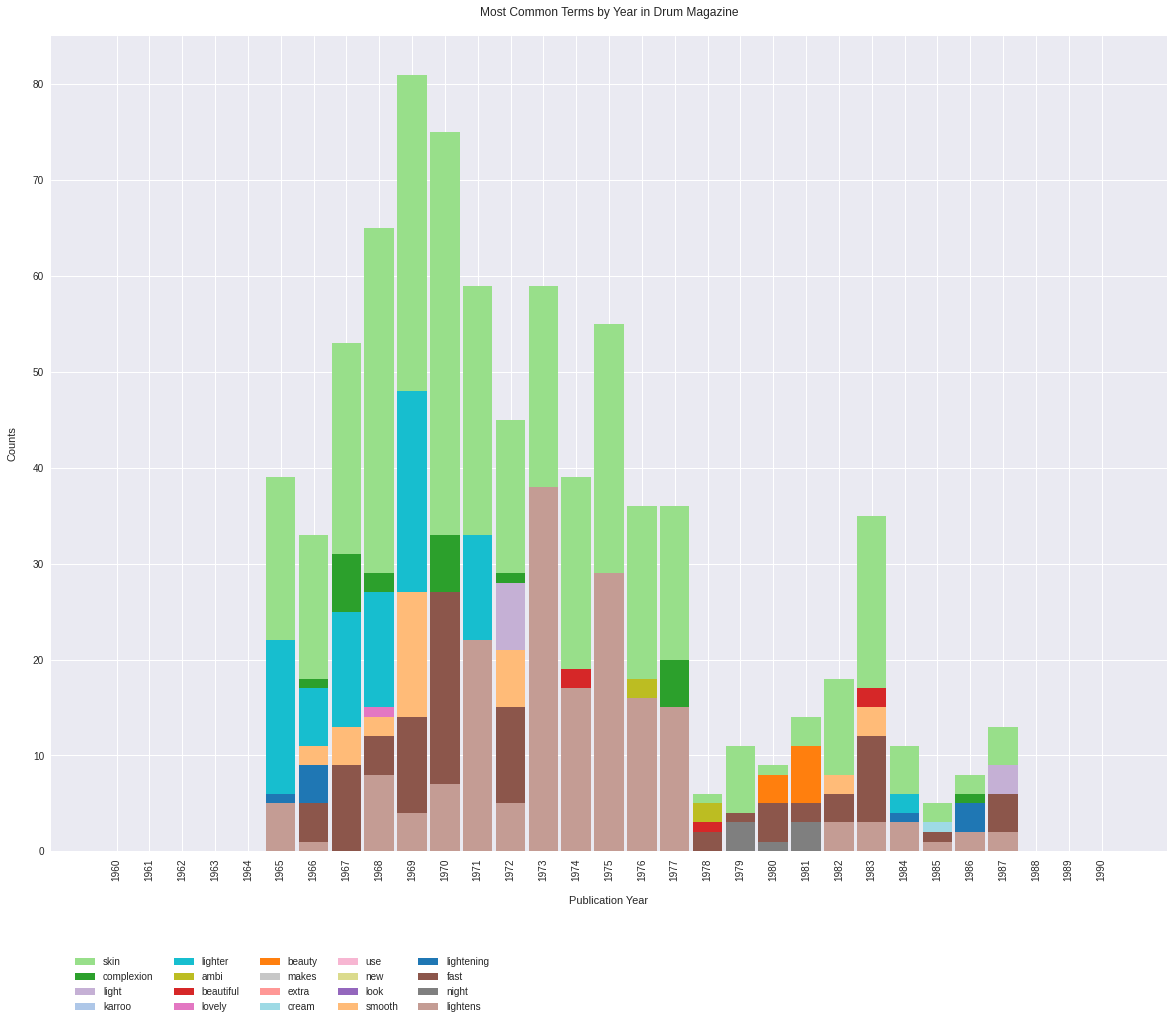 Most Common Terms by Year in Drum Magazine
80
70
60
50
40
30
20
10
0
Counts
1960 1961 1962 1963 1964 1965 1966 1967 1968 1969 1970 1971 1972 1973 1974 1975 1976 1977 1978 1979 1980 1981 1982 1983 1984 1985 1986 1987 1988 1989 1990
Publication Year
skin lighter beauty use lightening
complexion ambi makes new fast
light beautiful extra look night
karroo lovely cream smooth lightens